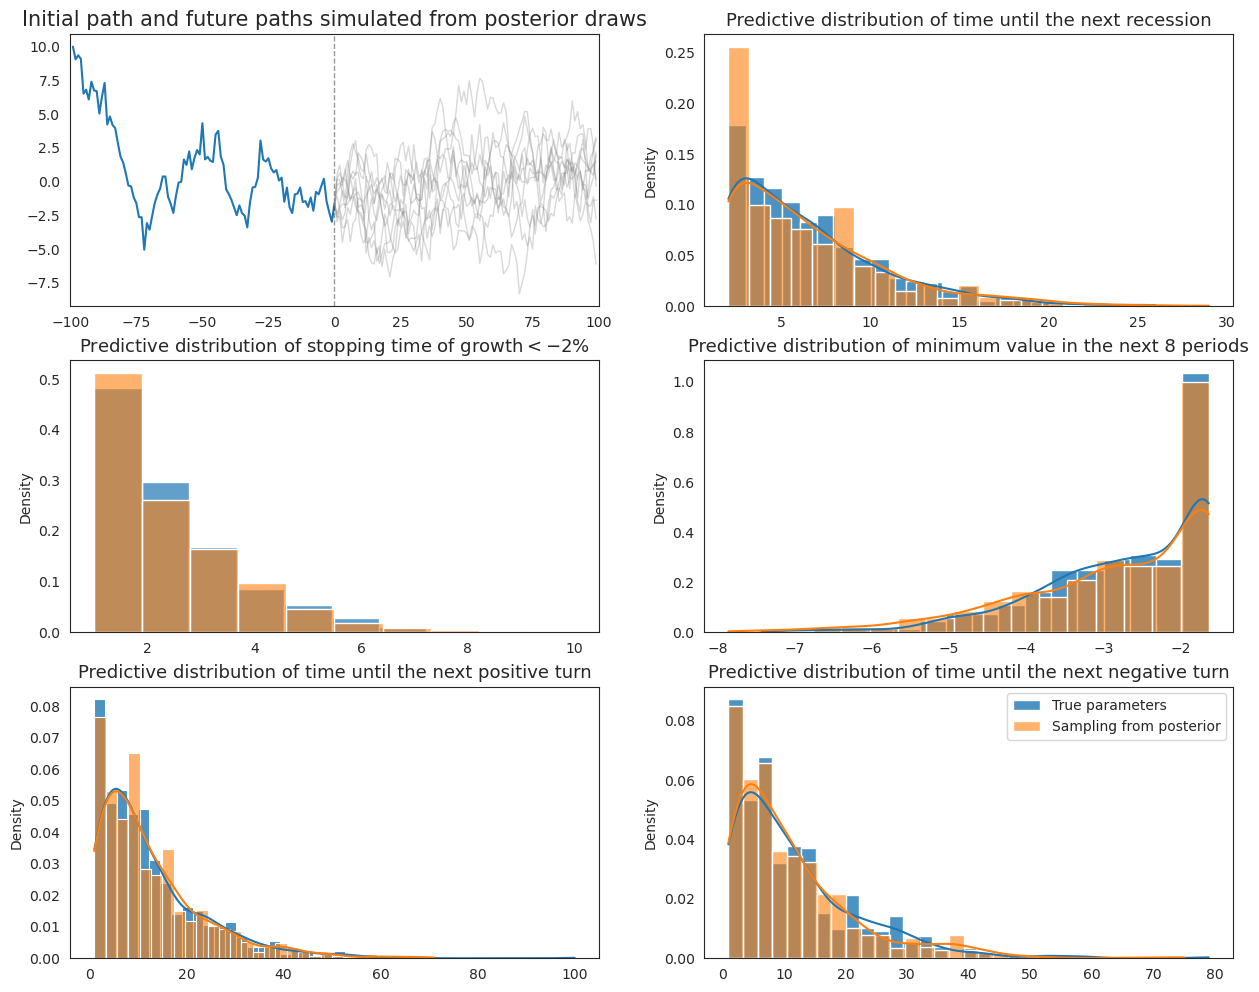 Initial path and future paths simulated from posterior draws
10.0
7.5
5.0
2.5
0.0
−2.5
−5.0
−7.5
−100 −75 −50 −25 0 25 50 75 100
Predictive distribution of time until the next recession
Density
0.25
0.20
0.15
0.10
0.05
0.00
5 10 15 20 25 30
Predictive distribution of stopping time of growth < −2%
Density
0.5
0.4
0.3
0.2
0.1
0.0
2 4 6 8 10
Predictive distribution of minimum value in the next 8 periods
Density
1.0
0.8
0.6
0.4
0.2
0.0
−8 −7 −6 −5 −4 −3 −2
Predictive distribution of time until the next positive turn
Density
0.08
0.07
0.06
0.05
0.04
0.03
0.02
0.01
0.00
0 20 40 60 80 100
Predictive distribution of time until the next negative turn
True parameters
Sampling from posterior
Density
0.08
0.06
0.04
0.02
0.00
0 10 20 30 40 50 60 70 80